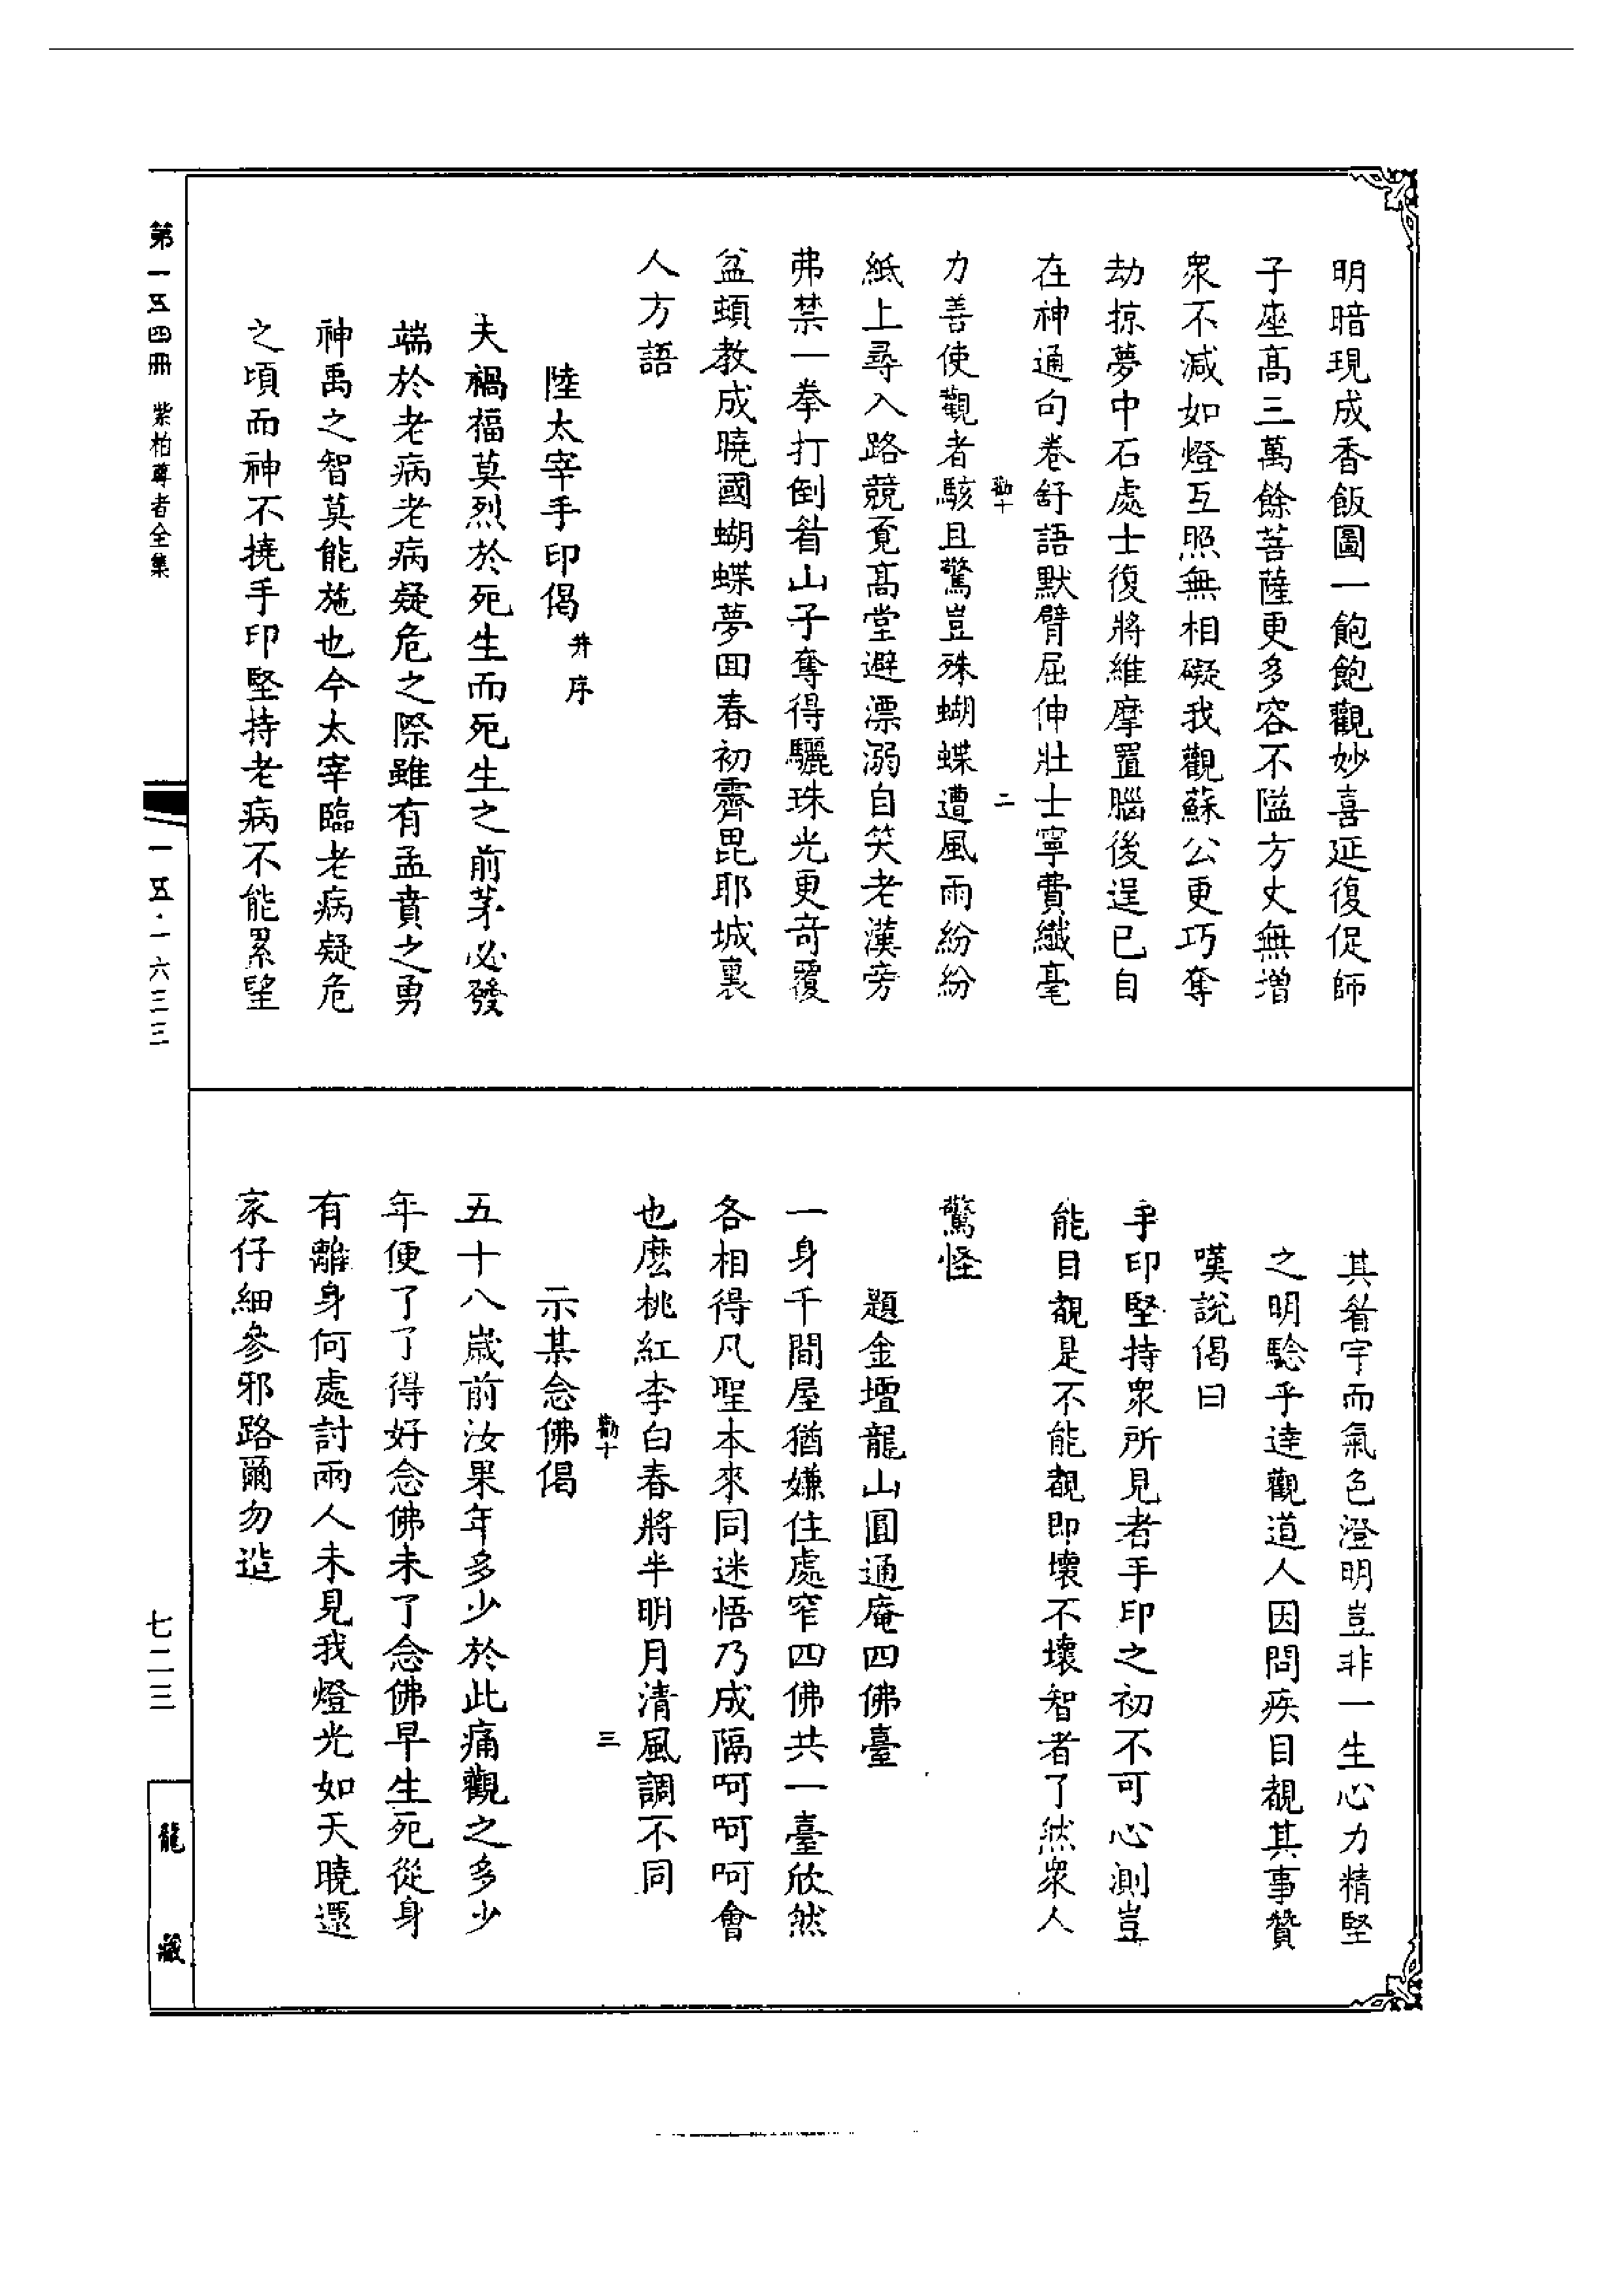 明暗現成香飯圖一飽飽觀妙喜延復促師
子座高三萬餘菩薩更多容不隘方丈無增
衆不減如燈互照無相礙我觀蘇公更巧奪
劫掠夢中石處士復將維摩置腦後逞已自
在神通句卷舒語默臂屈伸壯士寧費纖毫
勸十
二
力善使觀者駭且驚豈殊蝴蝶遭風雨紛紛
紙上尋入路競覔高堂避漂溺自笑老漢旁
弗禁一拳打倒眉山子奪得驪珠光更奇覆
盆頓教成曉國蝴蝶夢回春初霽毘耶城裏
人方語
陸太宰手印偈并序
夫禍福莫烈於死生而死生之前茅必發
端於老病老病疑危之際雖有孟賁之勇
神禹之智莫能施也今太宰臨老病疑危
之頃而神不撓手印堅持老病不能累望
其眉宇而氣色澄明豈非一生心力精堅
之明驗乎達觀道人因問疾目覩其事贊
嘆說偈曰
手印堅持衆所見者手印之初不可心測豈
能目覩是不能覩即壞不壞智者了然衆人
驚怪
題金壇龍山圓通庵四佛臺
一身千間屋猶嫌住處窄四佛共一臺欣然
各相得凡聖本來同迷悟乃成隔呵呵呵會
也麽桃紅李白春將半明月清風調不同
勸十
三
示某念佛偈
五十八歲前汝果年多少於此痛觀之多少
年便了了得好念佛未了念佛早生死從身
有離身何處討兩人未見我燈光如天曉還
家仔細參邪路爾勿造
第一五四冊
紫柏尊者全集
一五·一六三三
七二三
龍藏